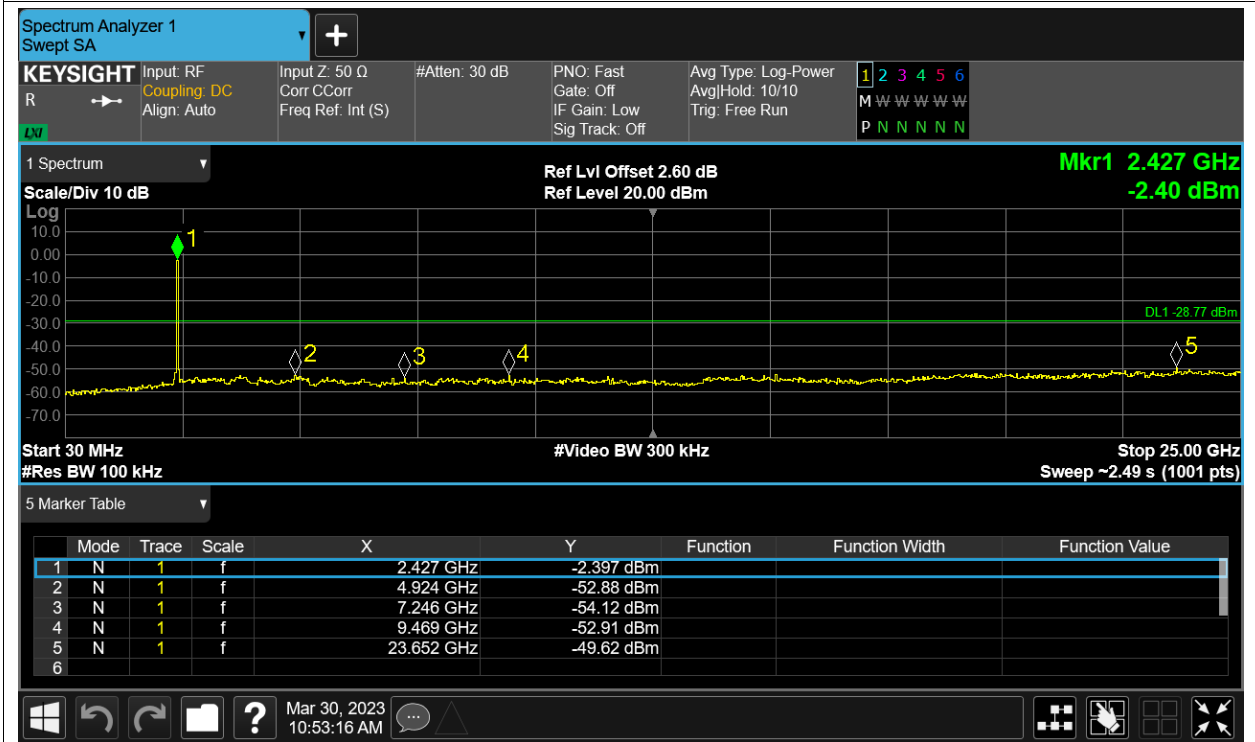 Spectrum Analyzer 1
Swept SA
+
KEYSIGHT Input: RF Input Z: 50 Ω #Atten: 30 dB PNO: Fast Avg Type: Log-Power 1 2 3 4 5 6
R Coupling: DC Corr CCorr Gate: Off Avg|Hold: 10/10 M W W W W W
Align: Auto Freq Ref: Int (S) IF Gain: Low Trig: Free Run P N N N N N
LXI Sig Track: Off
1 Spectrum Ref Lvl Offset 2.60 dB Mkr1 2.427 GHz
Scale/Div 10 dB Ref Level 20.00 dBm -2.40 dBm
Log
10.0 1
0.00
-10.0
-20.0
DL1 -28.77 dBm
-30.0
-40.0 2 3 4 5
-50.0
-60.0
-70.0
Start 30 MHz #Video BW 300 kHz Stop 25.00 GHz
#Res BW 100 kHz Sweep ~2.49 s (1001 pts)
5 Marker Table
Mode Trace Scale X Y Function Function Width Function Value
1 N 1 f 2.427 GHz -2.397 dBm
2 N 1 f 4.924 GHz -52.88 dBm
3 N 1 f 7.246 GHz -54.12 dBm
4 N 1 f 9.469 GHz -52.91 dBm
5 N 1 f 23.652 GHz -49.62 dBm
6
? Mar 30, 2023
10:53:16 AM